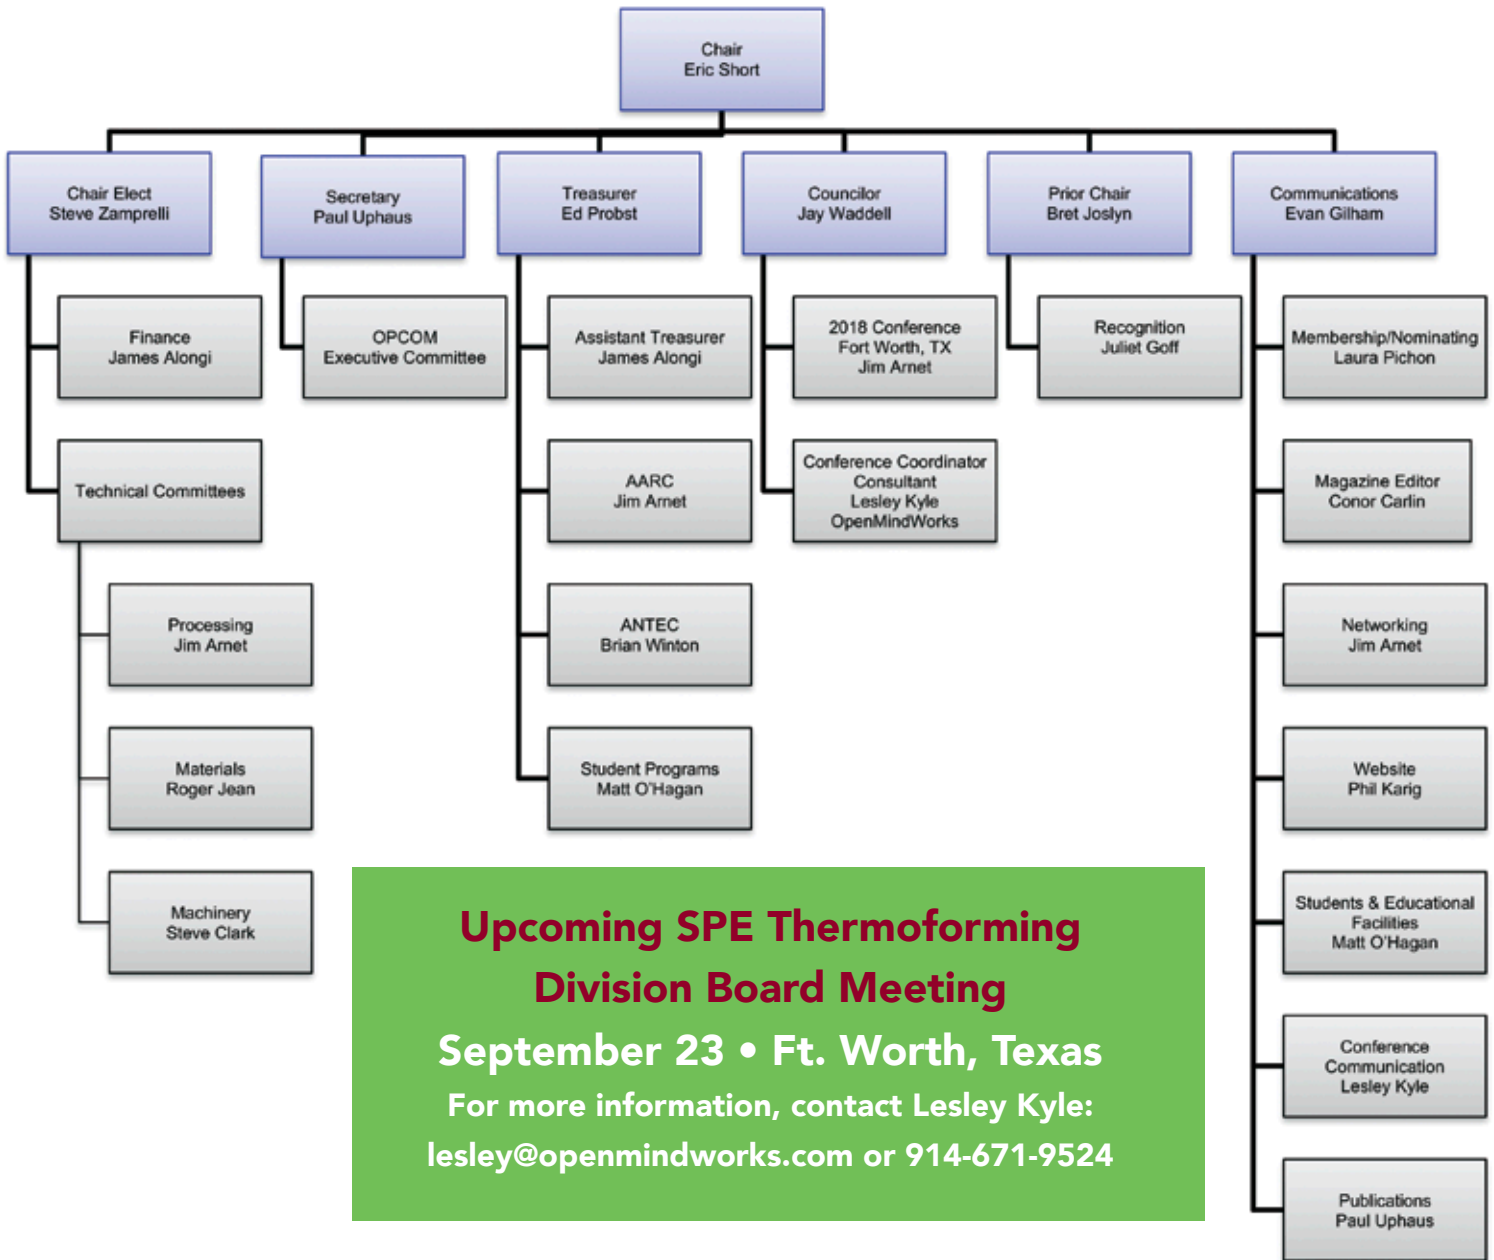 Chair
Eric Short
Chair Elect
Steve Zamprelli
Secretary
Paul Uphaus
Treasurer
Ed Probst
Councilor
Jay Waddell
Prior Chair
Bret Joslyn
Communications
Evan Gilham
Finance
James Alongi
Technical Committees
Processing
Jim Arnet
Materials
Roger Jean
Machinery
Steve Clark
OPCOM
Executive Committee
Assistant Treasurer
James Alongi
AARC
Jim Arnet
ANTEC
Brian Winton
Student Programs
Matt O'Hagan
2018 Conference
Fort Worth, TX
Jim Arnet
Conference Coordinator
Consultant
Lesley Kyle
OpenMindWorks
Recognition
Juliet Goff
Membership/Nominating
Laura Pichon
Magazine Editor
Conor Carlin
Networking
Jim Arnet
Website
Phil Karig
Students & Educational
Facilities
Matt O'Hagan
Conference
Communication
Lesley Kyle
Publications
Paul Uphaus
Upcoming SPE Thermoforming
Division Board Meeting
September 23 • Ft. Worth, Texas
For more information, contact Lesley Kyle:
lesley@openmindworks.com or 914-671-9524